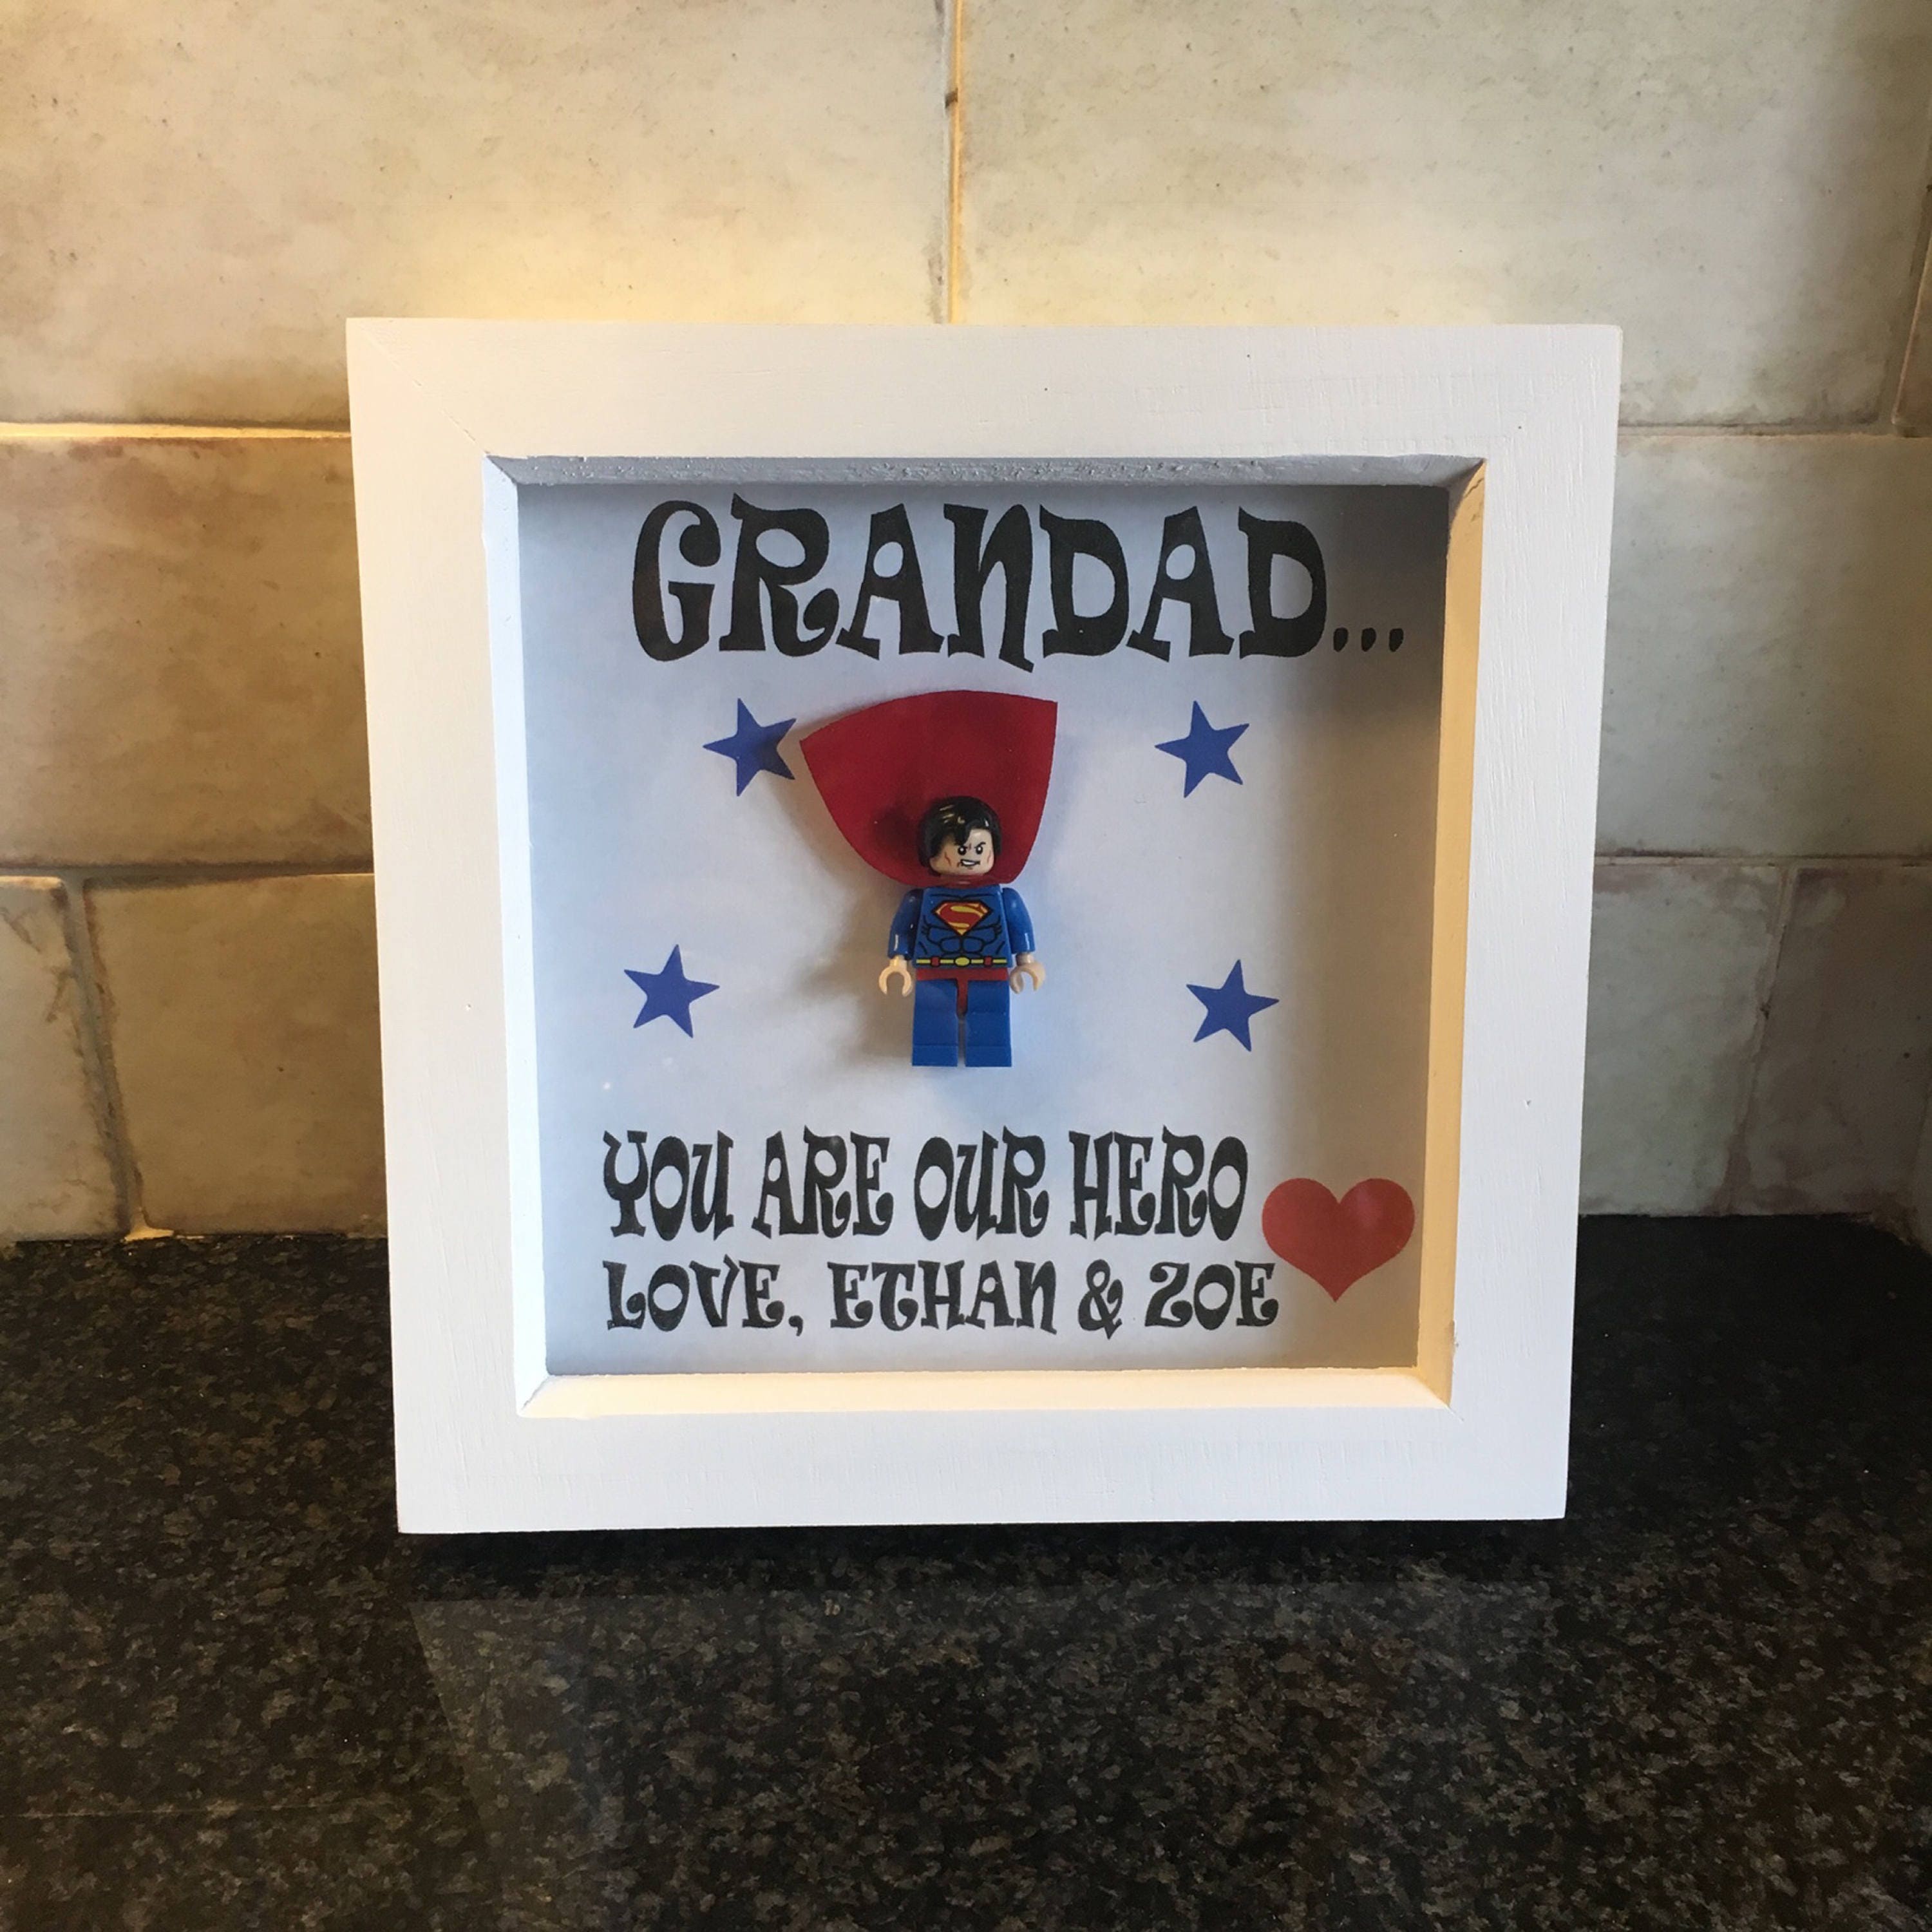 GRANDAD...
YOU ARE OUR HERO
LOVE, ETHAN & ZOE